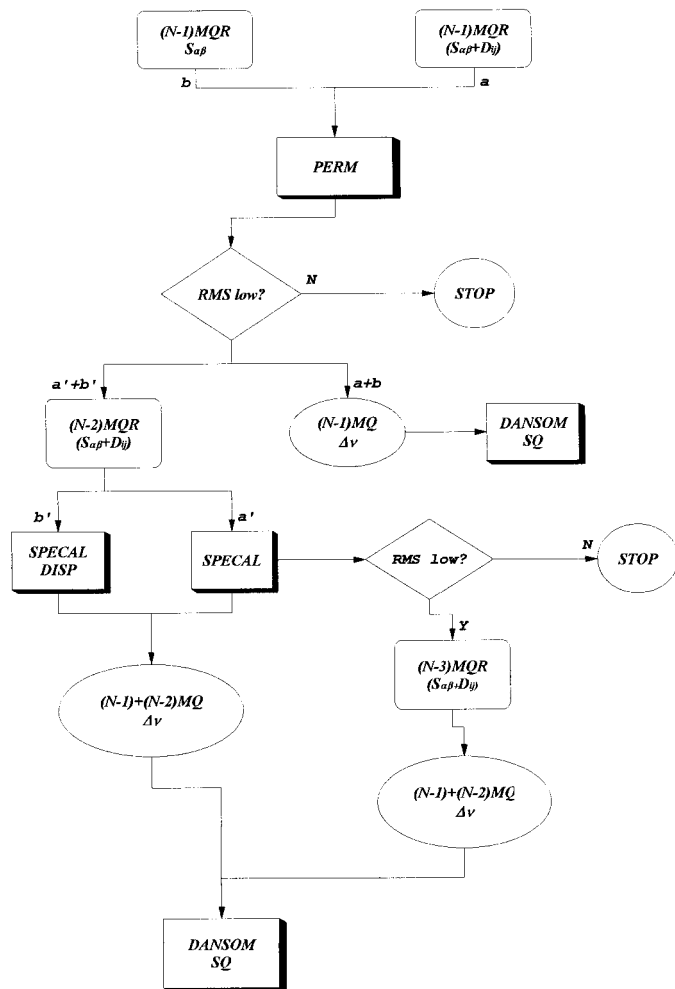 (N-1)MQR
Sαβ
(N-1)MQR
(Sαβ+Dij)
b
a
PERM
RMS low?
N
STOP
a'+b'
a+b
(N-2)MQR
(Sαβ+Dij)
(N-1)MQ
Δν
DANSOM
SQ
b'
a'
SPECAL
DISP
SPECAL
RMS low?
N
STOP
Y
(N-3)MQR
(Sαβ+Dij)
(N-1)+(N-2)MQ
Δν
(N-1)+(N-2)MQ
Δν
DANSOM
SQ